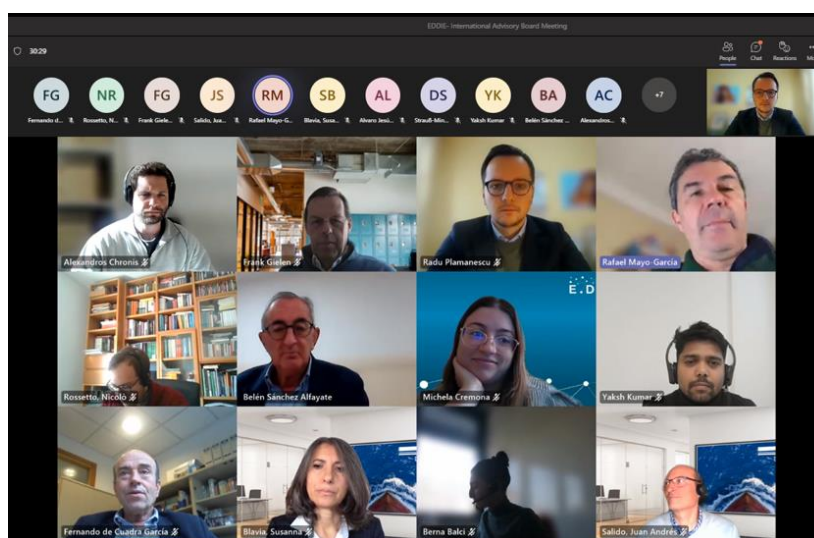 EDDIE- International Advisory Board Meeting
30:29
People
Chat
Reactions
FG
NR
FG
JS
RM
SB
AL
DS
YK
BA
AC
+7
Fernando d...
Rossetto, N...
Frank Giele...
Salido, Jua...
Rafael Mayo-G...
Blavia, Susa...
Alvaro Jesú...
Strauß-Min...
Yaksh Kumar
Belén Sánchez ...
Alexandros...
Alexandros Chronis
Frank Gielen
Radu Plamanescu
Rafael Mayo-García
E.D
Rossetto, Nicolò
Belén Sánchez Alfayate
Michela Cremona
Yaksh Kumar
Fernando de Cuadra García
Blavia, Susanna
Berna Balci
Salido, Juan Andrés